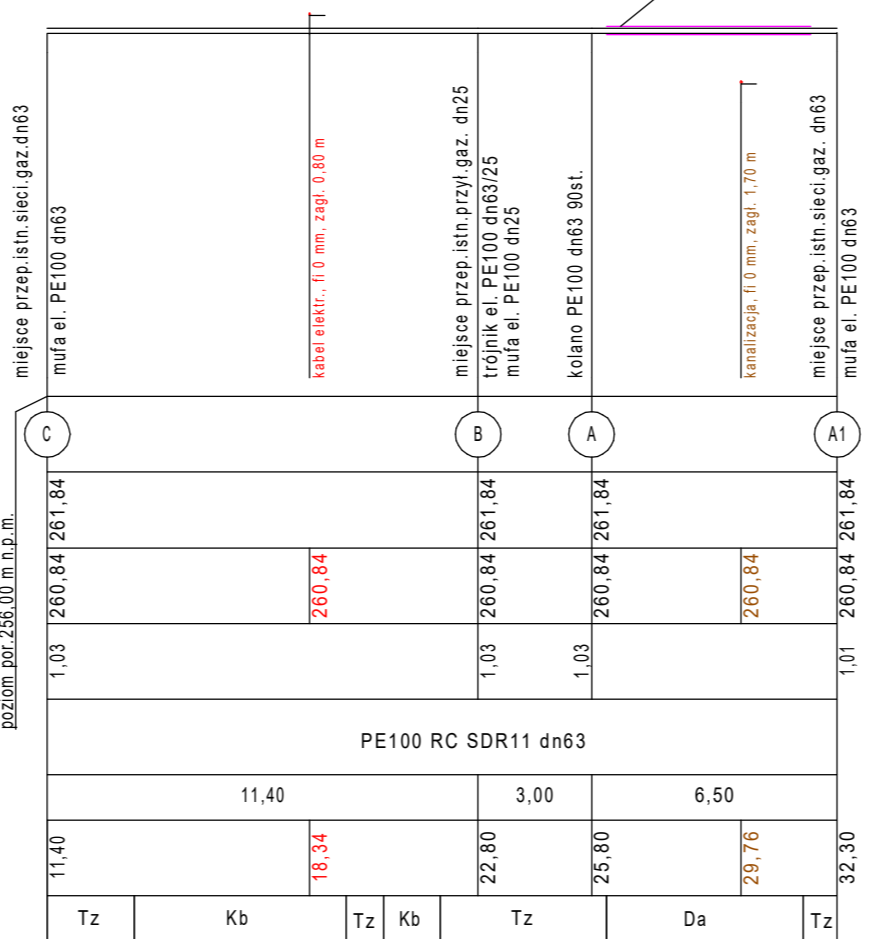 miejsce przep.istn.sieci.gaz.dn63
mufa el. PE100 dn63
kabel elektr., fi 0 mm, zagł. 0,80 m
miejsce przep.istn.przył.gaz. dn25
trójnik el. PE100 dn63/25
mufa el. PE100 dn25
kolano PE100 dn63 90st.
kanalizacja, fi 0 mm, zagł. 1,70 m
miejsce przep.istn.sieci.gaz. dn63
mufa el. PE100 dn63
poziom por.256,00 m n.p.m.
C B A A1
261,84 261,84 261,84 261,84
260,84 260,84 260,84 260,84 260,84 260,84
1,03 1,03 1,03 1,01
PE100 RC SDR11 dn63
11,40 3,00 6,50
11,40 18,34 22,80 25,80 29,76 32,30
Tz Kb Tz Kb Tz Da Tz